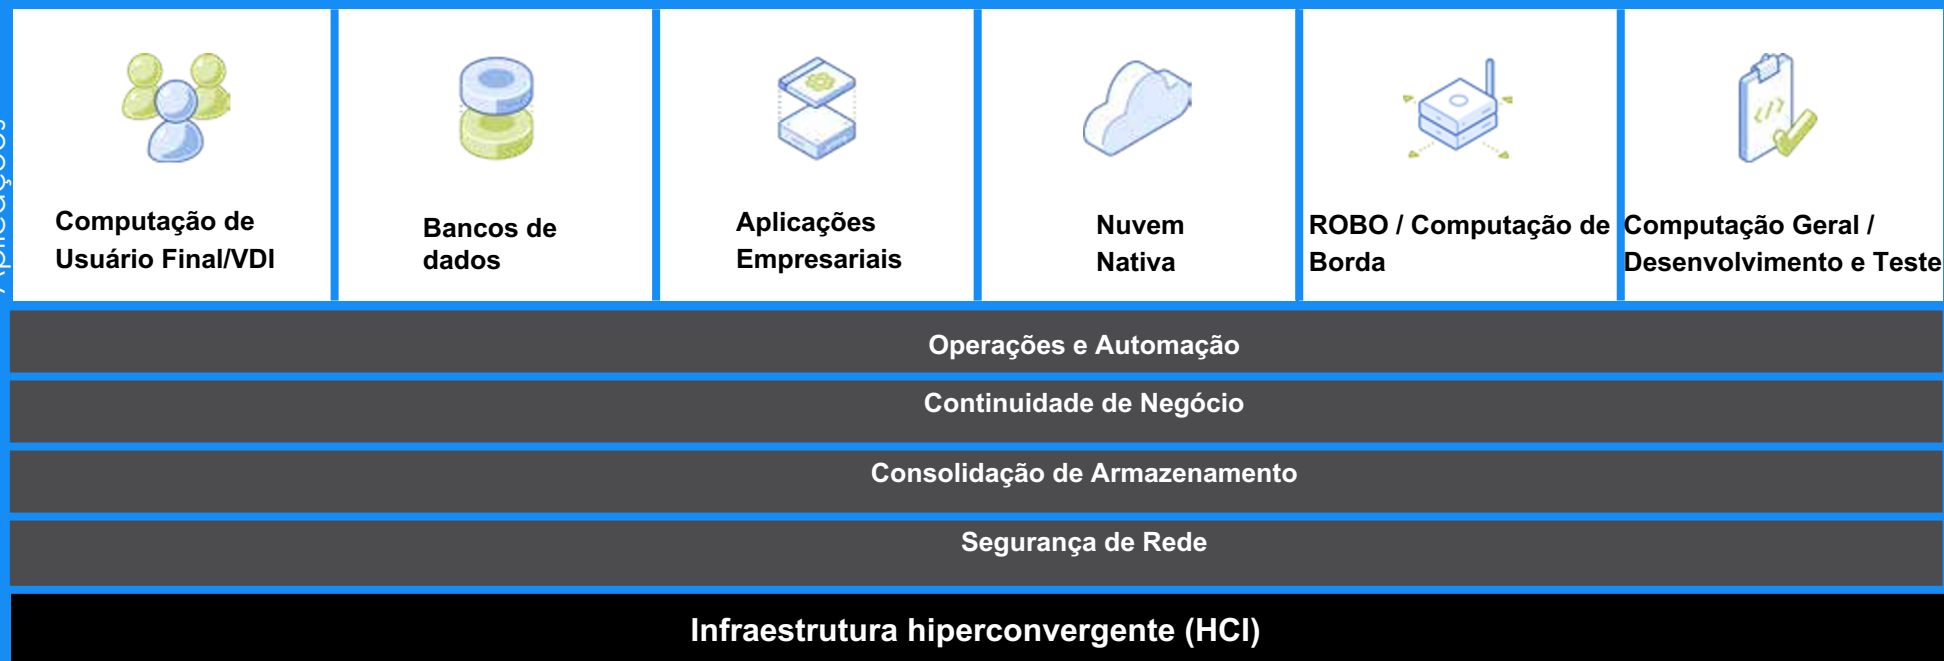 Aplicações
Computação de
Usuário Final/VDI
Bancos de
dados
Aplicações
Empresariais
Nuvem
Nativa
ROBO / Computação de
Borda
Computação Geral /
Desenvolvimento e Teste
Operações e Automação
Continuidade de Negócio
Consolidação de Armazenamento
Segurança de Rede
Infraestrutura hiperconvergente (HCI)